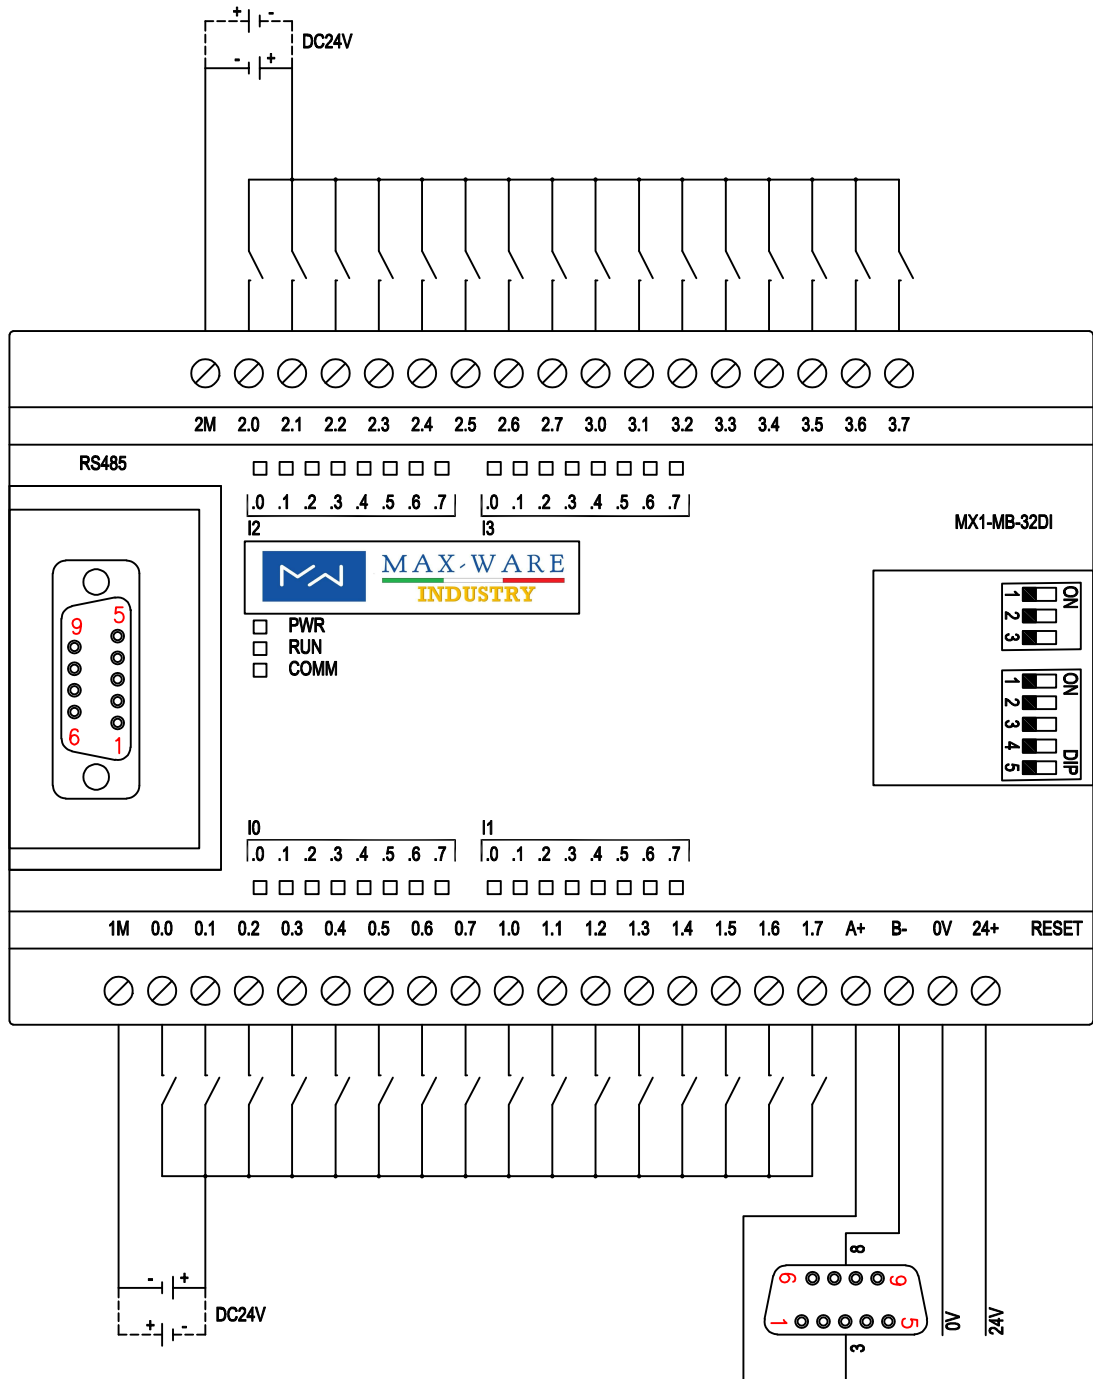 + -
DC24V
- +
2M 2.0 2.1 2.2 2.3 2.4 2.5 2.6 2.7 3.0 3.1 3.2 3.3 3.4 3.5 3.6 3.7
RS485
.0 .1 .2 .3 .4 .5 .6 .7
I2
.0 .1 .2 .3 .4 .5 .6 .7
I3
MX1-MB-32DI
MAX-WARE
INDUSTRY
PWR
RUN
COMM
5
9
6
1
ON
1
2
3
ON
1
2
3
4
5
DIP
I0
.0 .1 .2 .3 .4 .5 .6 .7
I1
.0 .1 .2 .3 .4 .5 .6 .7
1M 0.0 0.1 0.2 0.3 0.4 0.5 0.6 0.7 1.0 1.1 1.2 1.3 1.4 1.5 1.6 1.7 A+ B- 0V 24+ RESET
- +
DC24V
+ -
8
6 9
1 5
3
0V
24V